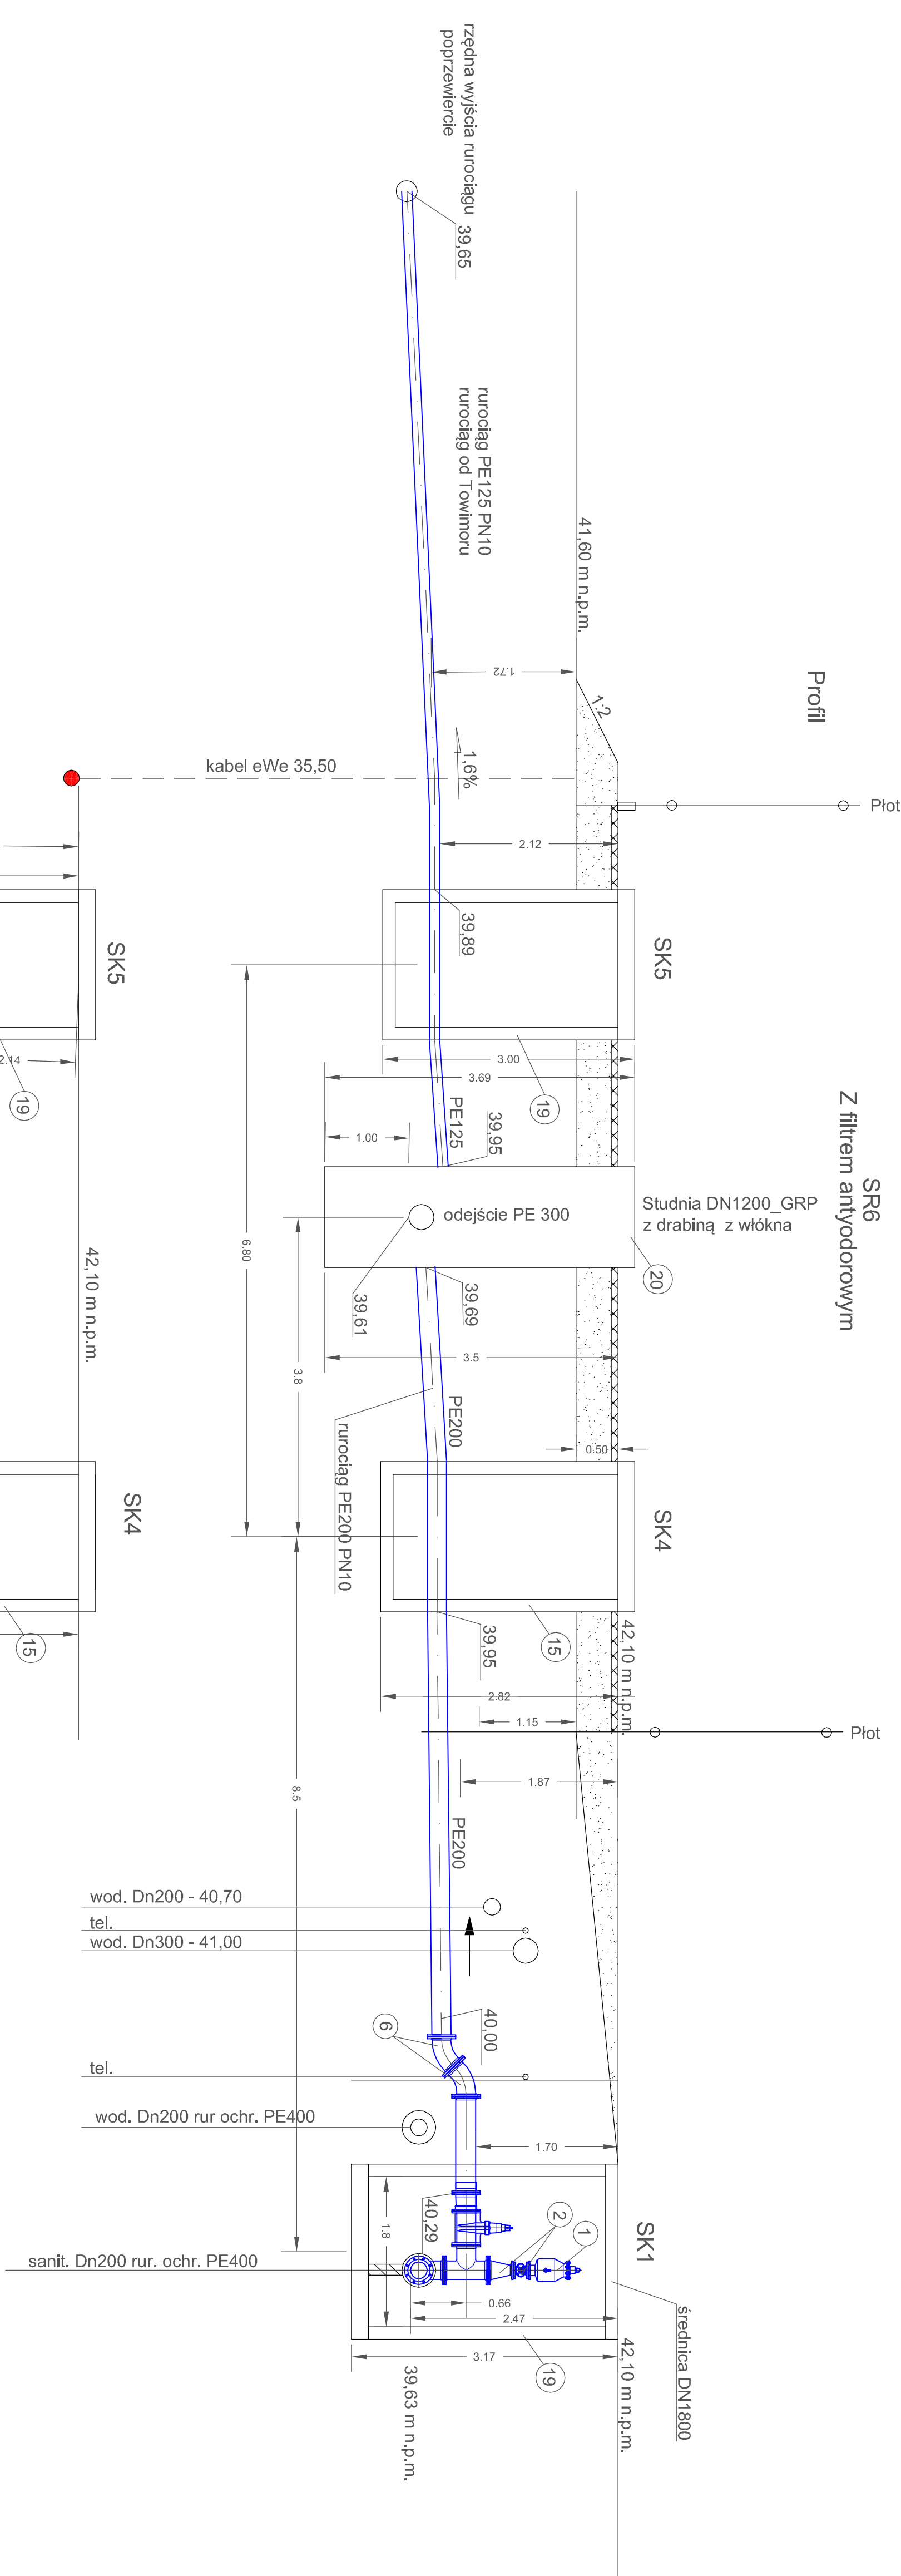 Profil
SR6
Z filtrem antyodorowym
Płot
Płot
SK5
SK4
SK1
Studnia DN1200_GRP
z drabiną z włókna
20
średnica DN1800
41,60 m n.p.m.
42,10 m n.p.m.
42,10 m n.p.m.
1:2
0.50
rzędna wyjścia rurociągu
poprzewiercie
39,65
rurociąg PE125 PN10
rurociąg od Towimoru
1.72
1,6%
2.12
39,89
3.00
3.69
19
PE125
39,95
1.00
odejście PE 300
39,61
39,69
3.5
PE200
rurociąg PE200 PN10
39,95
15
2.82
1.15
1.87
PE200
40,00
6
1.70
40,29
1.8
2
1
0.66
2.47
3.17
19
39,63 m n.p.m.
6.80
3.8
8.5
kabel eWe 35,50
wod. Dn200 - 40,70
tel.
wod. Dn300 - 41,00
tel.
wod. Dn200 rur ochr. PE400
sanit. Dn200 rur. ochr. PE400
SK5
42,10 m n.p.m.
SK4
2.14
19
15